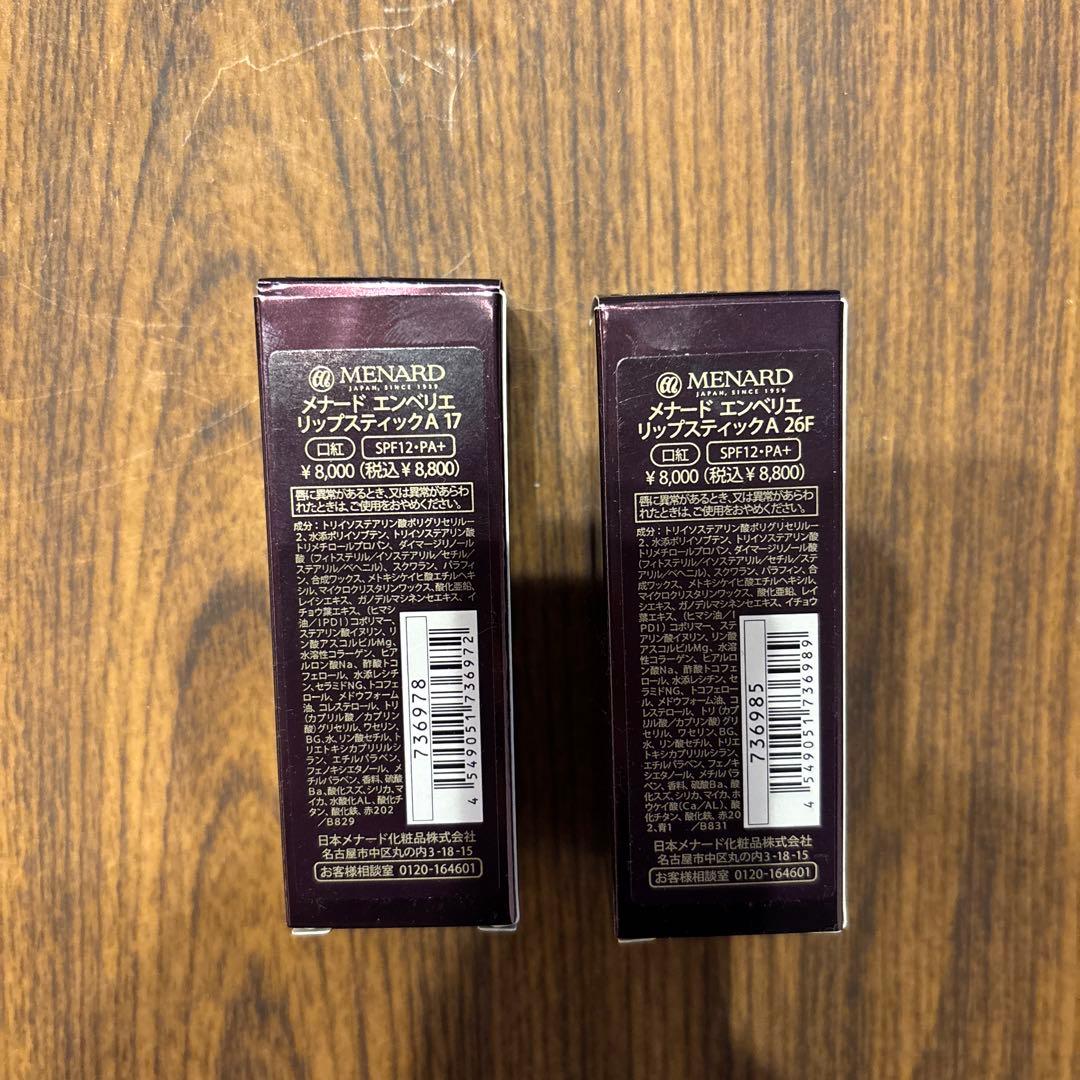 MENARD
JAPAN, SINCE 1959
メナード エンベリエ
リップスティックA 17
口紅 SPF12・PA+
¥8,000(税込¥8,800)
唇に異常があるとき、又は異常があらわ
れたときは、ご使用をおやめください。
成分:トリイソステアリン酸ポリグリセリル-
2、水添ポリイソブテン、トリイソステアリン酸
トリメチロールプロパン、ダイマージリノール
酸(フィトステリル/イソステアリル/セチル/
ステアリル/ベヘニル)、スクワラン、パラフィ
ン、合成ワックス、メトキシケイヒ酸エチルヘキ
シル、マイクロクリスタリンワックス、酸化亜鉛、
レイシエキス、ガノデルマシネンセエキス、イ
チョウ葉エキス、(ヒマシ
油/IPDI)コポリマー、
ステアリン酸イヌリン、リ
ン酸アスコルビルMg、
水溶性コラーゲン、ヒア
ルロン酸Na、酢酸トコ
フェロール、水添レシチ
ン、セラミドNG、トコフェ
ロール、メドウフォーム
油、コレステロール、トリ
(カプリル酸/カプリン
酸)グリセリル、ワセリン、
BG、水、リン酸セチル、ト
リエトキシカプリリルシ
ラン、エチルパラベン、
フェノキシエタノール、メ
チルパラベン、香料、硫酸
Ba、酸化スズ、シリカ、マ
イカ、水酸化AL、酸化チ
タン、酸化鉄、赤202
/B829
736978
4 549051 736972
日本メナード化粧品株式会社
名古屋市中区丸の内3-18-15
お客様相談室 0120-164601
MENARD
JAPAN, SINCE 1959
メナード エンベリエ
リップスティックA 26F
口紅 SPF12・PA+
¥8,000(税込¥8,800)
唇に異常があるとき、又は異常があらわ
れたときは、ご使用をおやめください。
成分:トリイソステアリン酸ポリグリセリル-
2、水添ポリイソブテン、トリイソステアリン酸
トリメチロールプロパン、ダイマージリノール酸
(フィトステリル/イソステアリル/セチル/ステ
アリル/ベヘニル)、スクワラン、パラフィン、合
成ワックス、メトキシケイヒ酸エチルヘキシル、
マイクロクリスタリンワックス、酸化亜鉛、レイ
シエキス、ガノデルマシネンセエキス、イチョウ
葉エキス、(ヒマシ油/I
PDI)コポリマー、ステ
アリン酸イヌリン、リン酸
アスコルビルMg、水溶
性コラーゲン、ヒアルロン
酸Na、酢酸トコフェロ
ール、水添レシチン、セ
ラミドNG、トコフェロー
ル、メドウフォーム油、コ
レステロール、トリ(カプ
リル酸/カプリン酸)グリ
セリル、ワセリン、BG、
水、リン酸セチル、トリエ
トキシカプリリルシラン、
エチルパラベン、フェノキ
シエタノール、メチルパラ
ベン、香料、硫酸Ba、酸
化スズ、シリカ、マイカ、ホ
ウケイ酸(Ca/AL)、酸
化チタン、酸化鉄、赤20
2、青1 /B831
736985
4 549051 736989
日本メナード化粧品株式会社
名古屋市中区丸の内3-18-15
お客様相談室 0120-164601